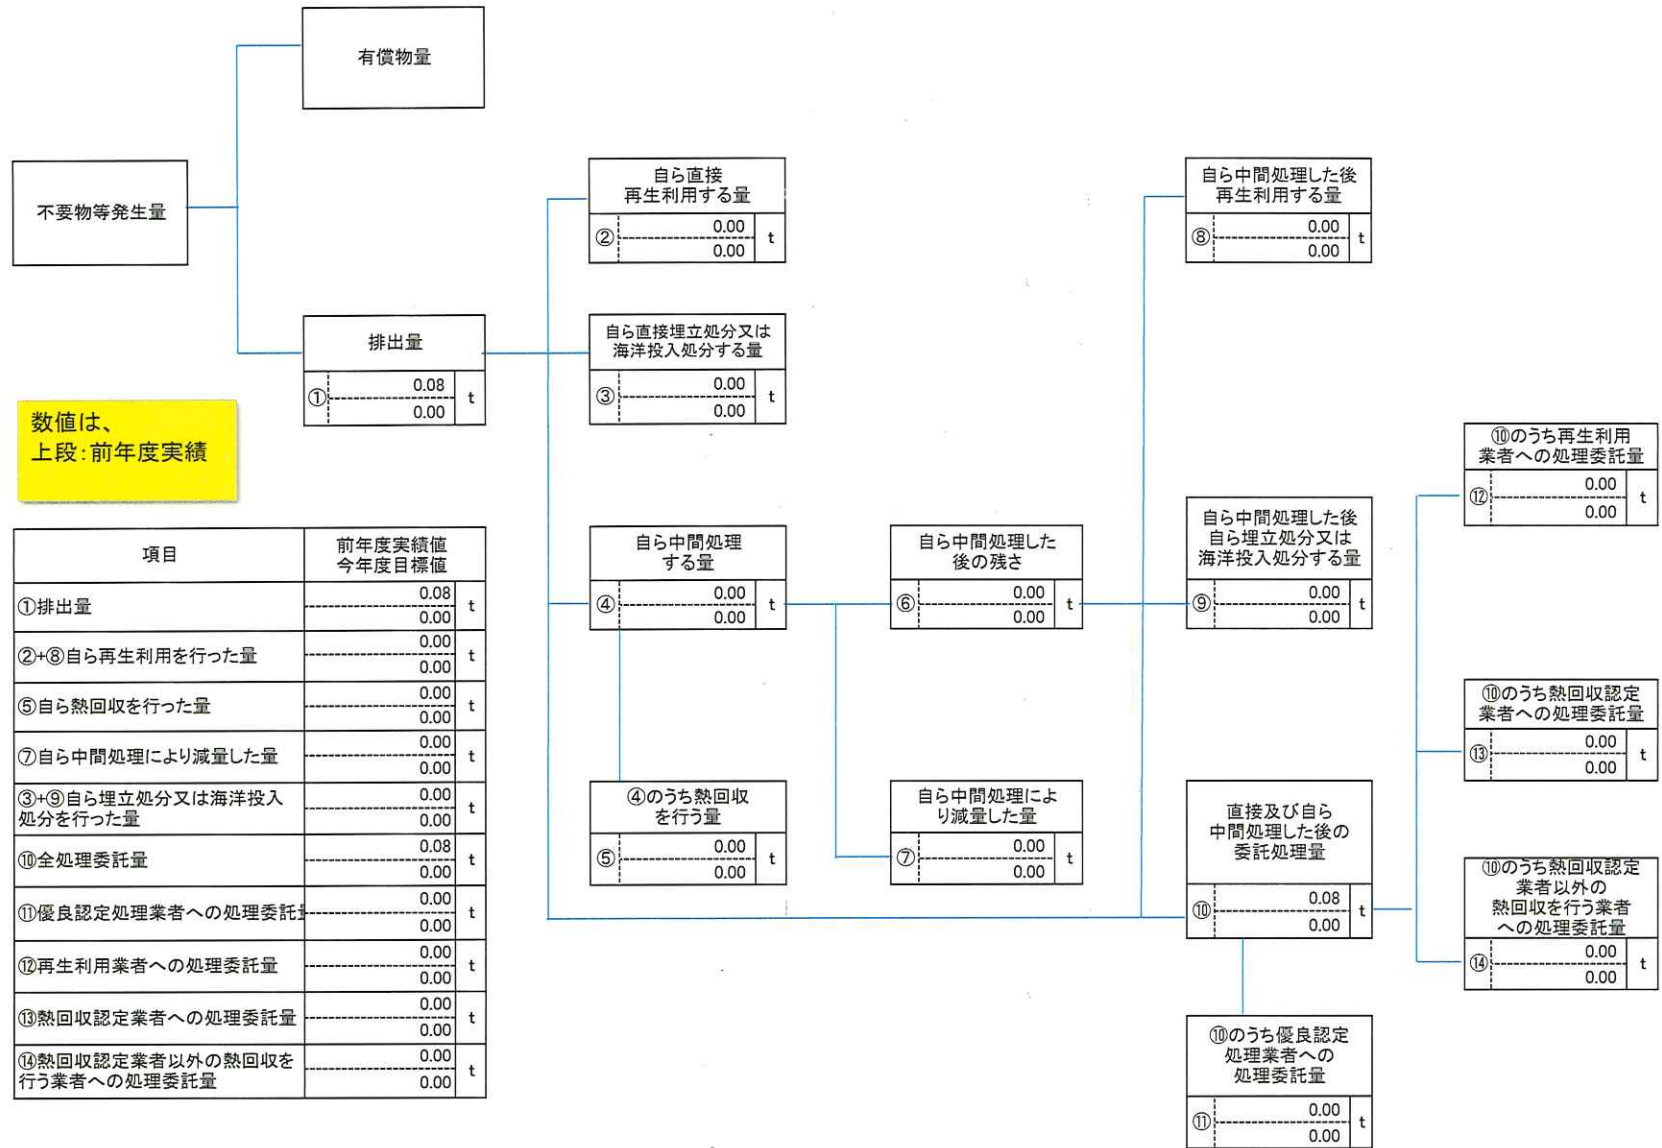 有償物量
不要物等発生量
排出量
① 0.08 t
0.00
数値は、
上段:前年度実績
自ら直接
再生利用する量
② 0.00 t
0.00
自ら直接埋立処分又は
海洋投入処分する量
③ 0.00 t
0.00
自ら中間処理
する量
④ 0.00 t
0.00
④のうち熱回収
を行う量
⑤ 0.00 t
0.00
自ら中間処理した
後の残さ
⑥ 0.00 t
0.00
自ら中間処理によ
り減量した量
⑦ 0.00 t
0.00
自ら中間処理した後
再生利用する量
⑧ 0.00 t
0.00
自ら中間処理した後
自ら埋立処分又は
海洋投入処分する量
⑨ 0.00 t
0.00
直接及び自ら
中間処理した後の
委託処理量
⑩ 0.08 t
0.00
⑩のうち優良認定
処理業者への
処理委託量
⑪ 0.00 t
0.00
⑩のうち再生利用
業者への処理委託量
⑫ 0.00 t
0.00
⑩のうち熱回収認定
業者への処理委託量
⑬ 0.00 t
0.00
⑩のうち熱回収認定
業者以外の
熱回収を行う業者
への処理委託量
⑭ 0.00 t
0.00
項目 前年度実績値
今年度目標値
①排出量 0.08 t
0.00
②+⑧自ら再生利用を行った量 0.00 t
0.00
⑤自ら熱回収を行った量 0.00 t
0.00
⑦自ら中間処理により減量した量 0.00 t
0.00
③+⑨自ら埋立処分又は海洋投入
処分を行った量 0.00 t
0.00
⑩全処理委託量 0.08 t
0.00
⑪優良認定処理業者への処理委託 0.00 t
0.00
⑫再生利用業者への処理委託量 0.00 t
0.00
⑬熱回収認定業者への処理委託量 0.00 t
0.00
⑭熱回収認定業者以外の熱回収を
行う業者への処理委託量 0.00 t
0.00